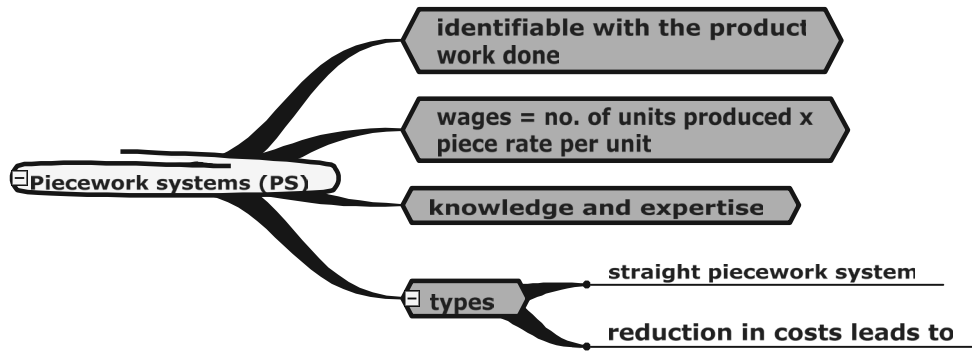 identifiable with the product
work done
wages = no. of units produced x
piece rate per unit
Piecework systems (PS)
knowledge and expertise
types
straight piecework system
reduction in costs leads to